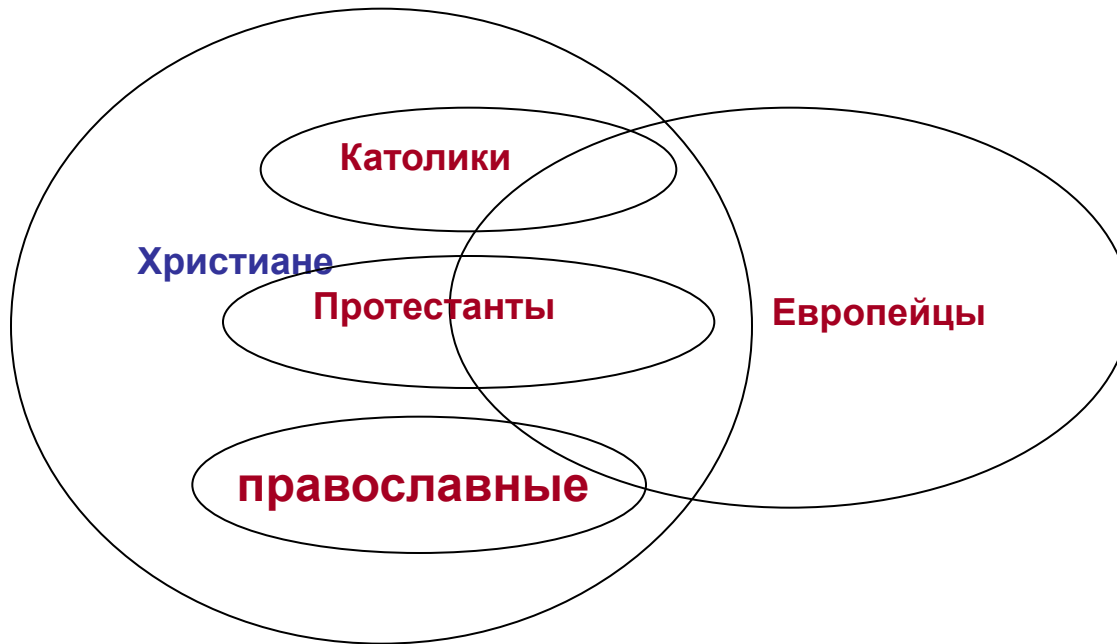 Католики
Христиане
Протестанты
Европейцы
православные